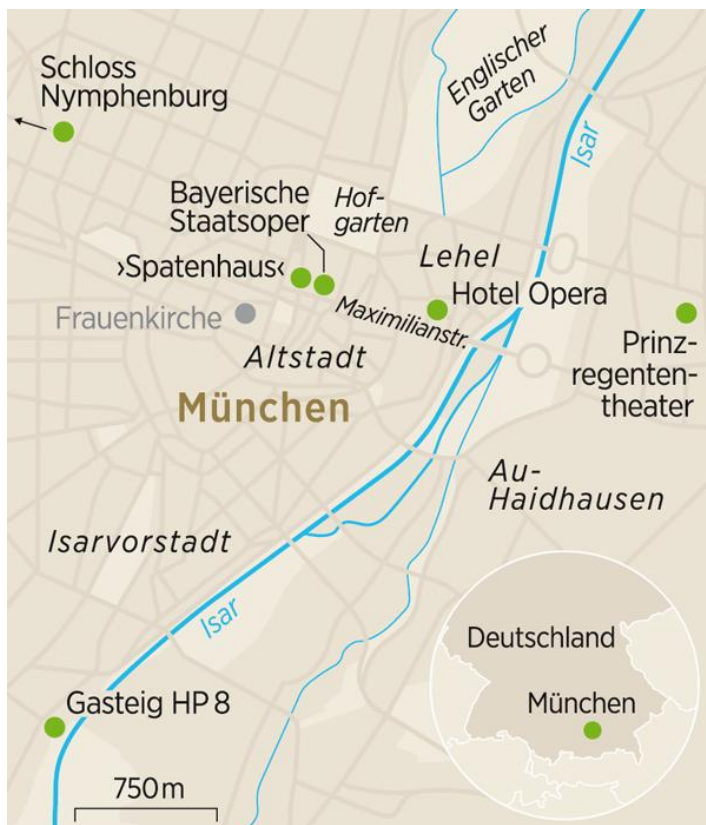 Schloss
Nymphenburg
Englischer
Garten
Isar
Bayerische
Staatsoper
Hof-
garten
Lehel
›Spatenhaus‹
Hotel Opera
Frauenkirche
Maximilianstr.
Altstadt
Prinz-
regenten-
theater
München
Au-
Haidhausen
Isarvorstadt
Isar
Deutschland
München
Gasteig HP 8
750 m